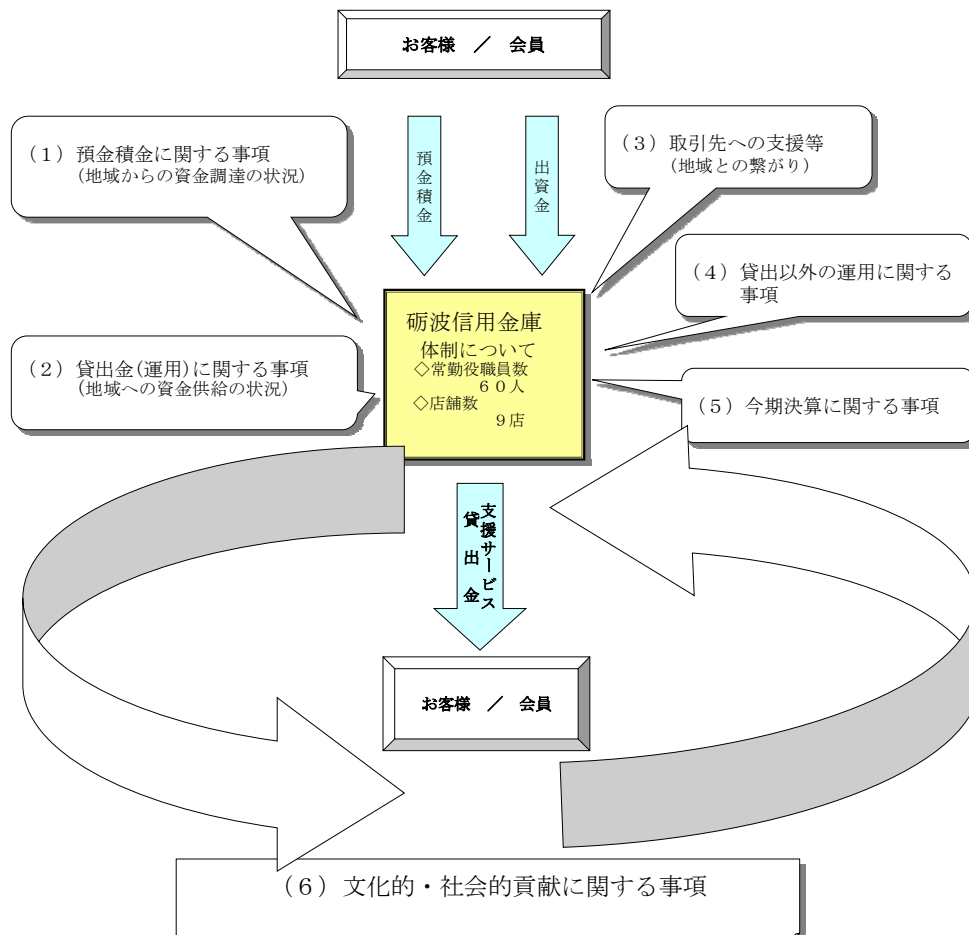 お客様 ／ 会員
（１）預金積金に関する事項
(地域からの資金調達の状況)
預金積金
出資金
（３）取引先への支援等
(地域との繋がり)
（４）貸出以外の運用に関する
事項
砺波信用金庫
体制について
◇常勤役職員数
６０人
◇店舗数
９店
（２）貸出金(運用)に関する事項
(地域への資金供給の状況)
（５）今期決算に関する事項
支援サービス
貸出金
お客様 ／ 会員
（６）文化的・社会的貢献に関する事項